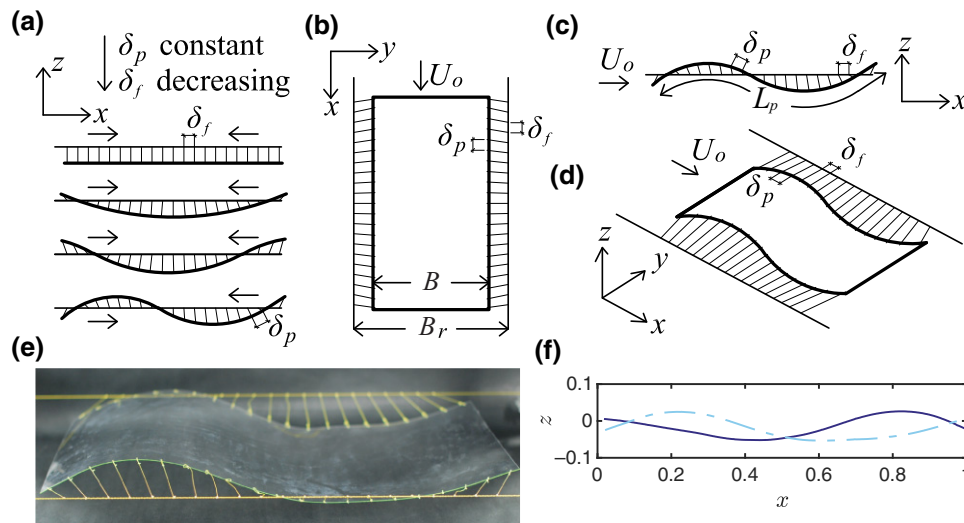 (a)
δp constant
δf decreasing
z
x
δf
δp
(b)
y
x
Uo
δp
δf
B
Br
(c)
Uo
δp
δf
Lp
z
x
(d)
Uo
δf
δp
z
y
x
(e)
(f)
0.1
0
−0.1
z
0
0.2
0.4
0.6
0.8
1
x